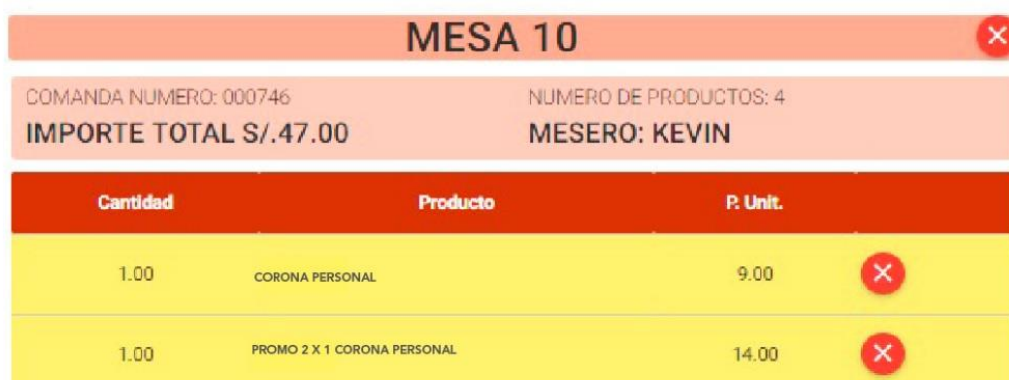 MESA 10
COMANDA NUMERO: 000746 NUMERO DE PRODUCTOS: 4
IMPORTE TOTAL S/.47.00 MESERO: KEVIN
Cantidad Producto P. Unit.
1.00 CORONA PERSONAL 9.00
1.00 PROMO 2 X 1 CORONA PERSONAL 14.00